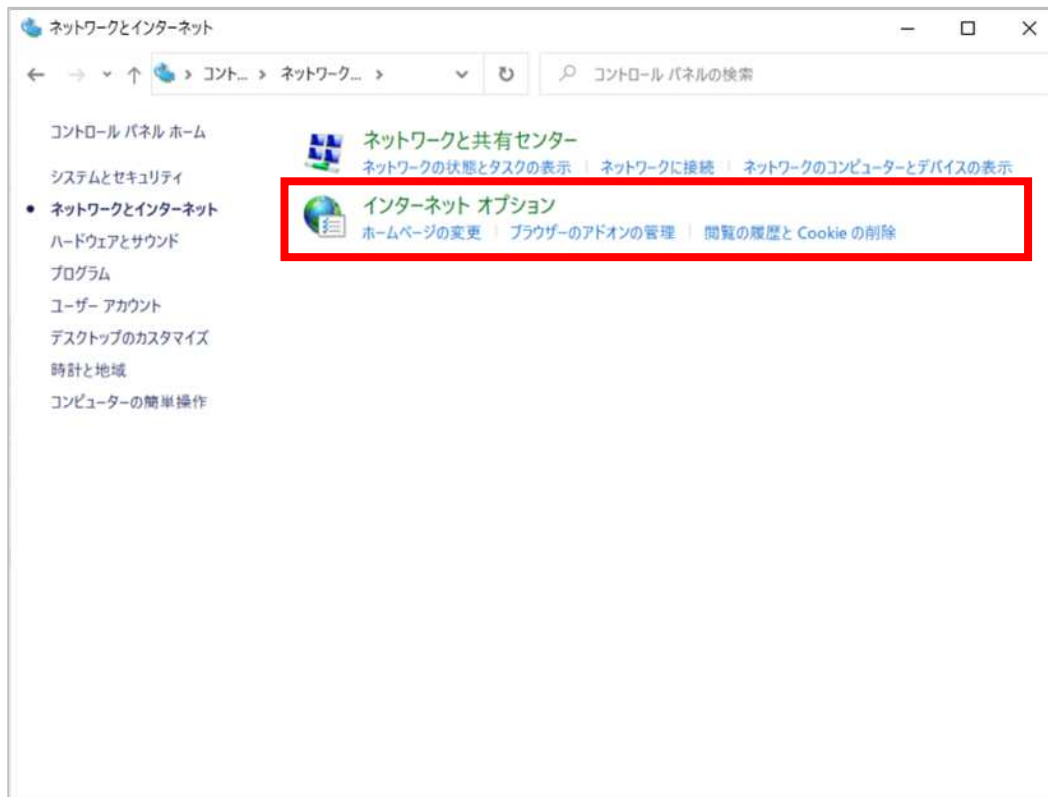 ネットワークとインターネット
コント... ネットワーク...
コントロール パネルの検索
コントロール パネル ホーム
システムとセキュリティ
ネットワークとインターネット
ハードウェアとサウンド
プログラム
ユーザー アカウント
デスクトップのカスタマイズ
時計と地域
コンピューターの簡単操作
ネットワークと共有センター
ネットワークの状態とタスクの表示 ネットワークに接続 ネットワークのコンピューターとデバイスの表示
インターネット オプション
ホームページの変更 ブラウザーのアドオンの管理 閲覧の履歴と Cookie の削除